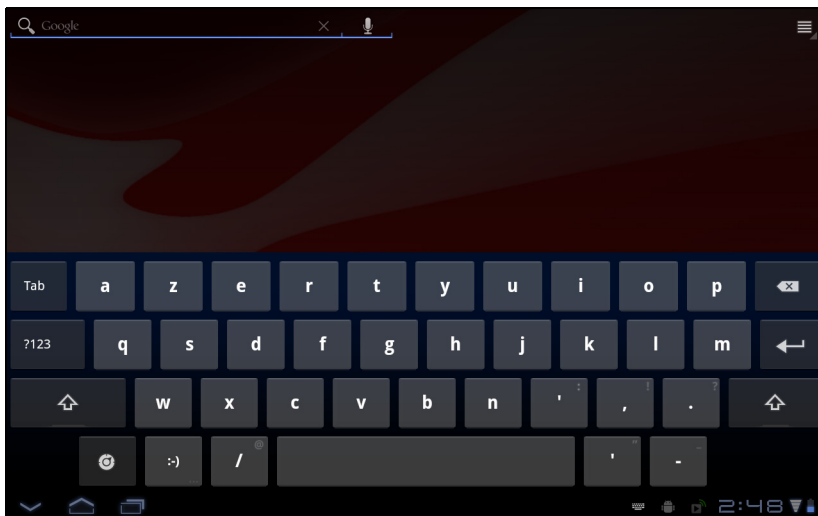 Google
Tab a z e r t y u i o p
?123 q s d f g h j k l m
w x c v b n ' : , ! . ?
:-) / @ ' " - _
2:48